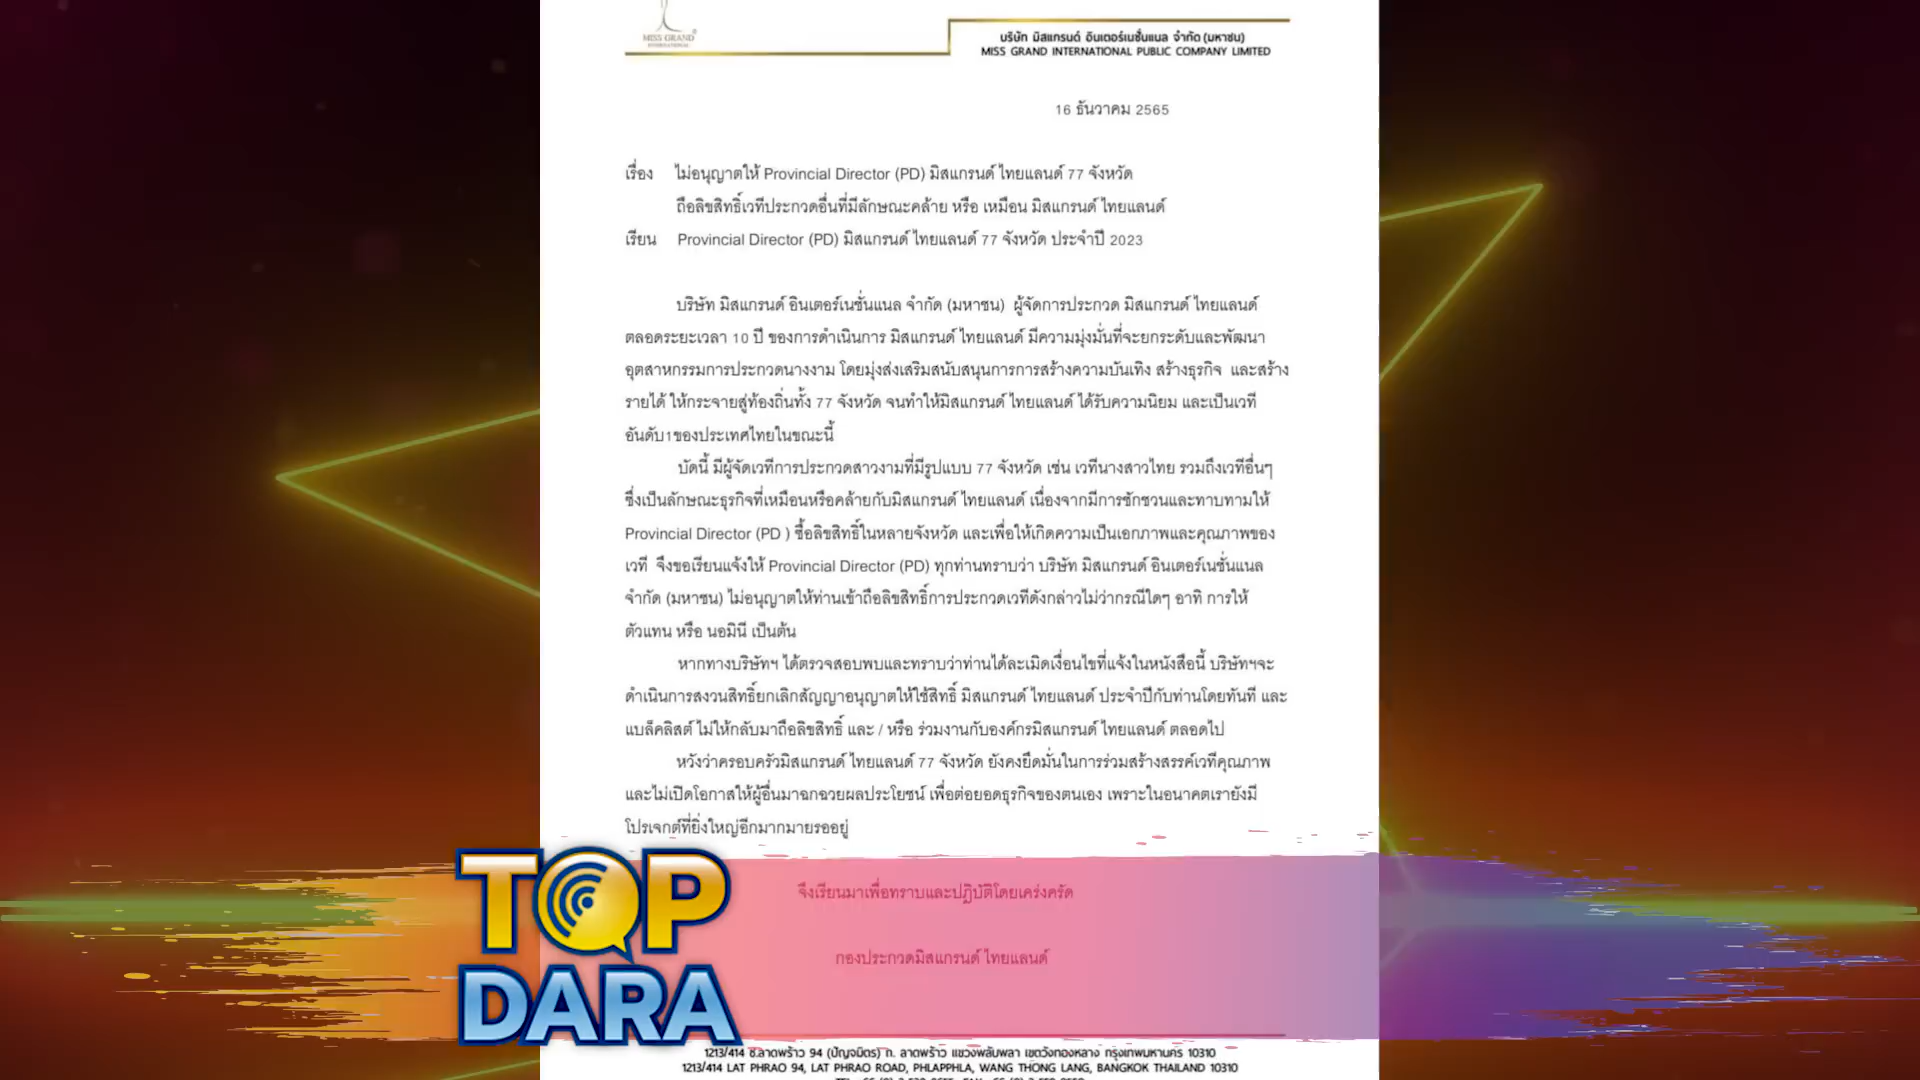 MISS GRAND
INTERNATIONAL
บริษัท มิสแกรนด์ อินเตอร์เนชั่นแนล จำกัด (มหาชน)
MISS GRAND INTERNATIONAL PUBLIC COMPANY LIMITED
16 ธันวาคม 2565
เรื่อง ไม่อนุญาตให้ Provincial Director (PD) มิสแกรนด์ ไทยแลนด์ 77 จังหวัด
ถือลิขสิทธิ์เวทีประกวดอื่นที่มีลักษณะคล้าย หรือ เหมือน มิสแกรนด์ ไทยแลนด์
เรียน Provincial Director (PD) มิสแกรนด์ ไทยแลนด์ 77 จังหวัด ประจำปี 2023
บริษัท มิสแกรนด์ อินเตอร์เนชั่นแนล จำกัด (มหาชน) ผู้จัดการประกวด มิสแกรนด์ ไทยแลนด์
ตลอดระยะเวลา 10 ปี ของการดำเนินการ มิสแกรนด์ ไทยแลนด์ มีความมุ่งมั่นที่จะยกระดับและพัฒนา
อุตสาหกรรมการประกวดนางงาม โดยมุ่งส่งเสริมสนับสนุนการการสร้างความบันเทิง สร้างธุรกิจ และสร้าง
รายได้ ให้กระจายสู่ท้องถิ่นทั้ง 77 จังหวัด จนทำให้มิสแกรนด์ ไทยแลนด์ ได้รับความนิยม และเป็นเวที
อันดับ1ของประเทศไทยในขณะนี้
บัดนี้ มีผู้จัดเวทีการประกวดสาวงามที่มีรูปแบบ 77 จังหวัด เช่น เวทีนางสาวไทย รวมถึงเวทีอื่นๆ
ซึ่งเป็นลักษณะธุรกิจที่เหมือนหรือคล้ายกับมิสแกรนด์ ไทยแลนด์ เนื่องจากมีการชักชวนและทาบทามให้
Provincial Director (PD ) ซื้อลิขสิทธิ์ในหลายจังหวัด และเพื่อให้เกิดความเป็นเอกภาพและคุณภาพของ
เวที จึงขอเรียนแจ้งให้ Provincial Director (PD) ทุกท่านทราบว่า บริษัท มิสแกรนด์ อินเตอร์เนชั่นแนล
จำกัด (มหาชน) ไม่อนุญาตให้ท่านเข้าถือลิขสิทธิ์การประกวดเวทีดังกล่าวไม่ว่ากรณีใดๆ อาทิ การให้
ตัวแทน หรือ นอมินี เป็นต้น
หากทางบริษัทฯ ได้ตรวจสอบพบและทราบว่าท่านได้ละเมิดเงื่อนไขที่แจ้งในหนังสือนี้ บริษัทฯจะ
ดำเนินการสงวนสิทธิ์ยกเลิกสัญญาอนุญาตให้ใช้สิทธิ์ มิสแกรนด์ ไทยแลนด์ ประจำปีกับท่านโดยทันที และ
แบล็คลิสต์ ไม่ให้กลับมาถือลิขสิทธิ์ และ / หรือ ร่วมงานกับองค์กรมิสแกรนด์ ไทยแลนด์ ตลอดไป
หวังว่าครอบครัวมิสแกรนด์ ไทยแลนด์ 77 จังหวัด ยังคงยึดมั่นในการร่วมสร้างสรรค์เวทีคุณภาพ
และไม่เปิดโอกาสให้ผู้อื่นมาฉกฉวยผลประโยชน์ เพื่อต่อยอดธุรกิจของตนเอง เพราะในอนาคตเรายังมี
โปรเจกต์ที่ยิ่งใหญ่อีกมากมายรออยู่
จึงเรียนมาเพื่อทราบและปฏิบัติโดยเคร่งครัด
กองประกวดมิสแกรนด์ ไทยแลนด์
TOP
DARA
1213/414 ซ.ลาดพร้าว 94 (ปัญจมิตร) ถ. ลาดพร้าว แขวงพลับพลา เขตวังทองหลาง กรุงเทพมหานคร 10310
1213/414 LAT PHRAO 94, LAT PHRAO ROAD, PHLAPPHLA, WANG THONG LANG, BANGKOK THAILAND 10310